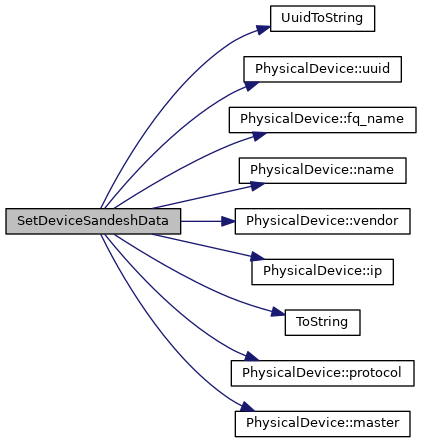 UuidToString
PhysicalDevice::uuid
PhysicalDevice::fq_name
PhysicalDevice::name
SetDeviceSandeshData
PhysicalDevice::vendor
PhysicalDevice::ip
ToString
PhysicalDevice::protocol
PhysicalDevice::master